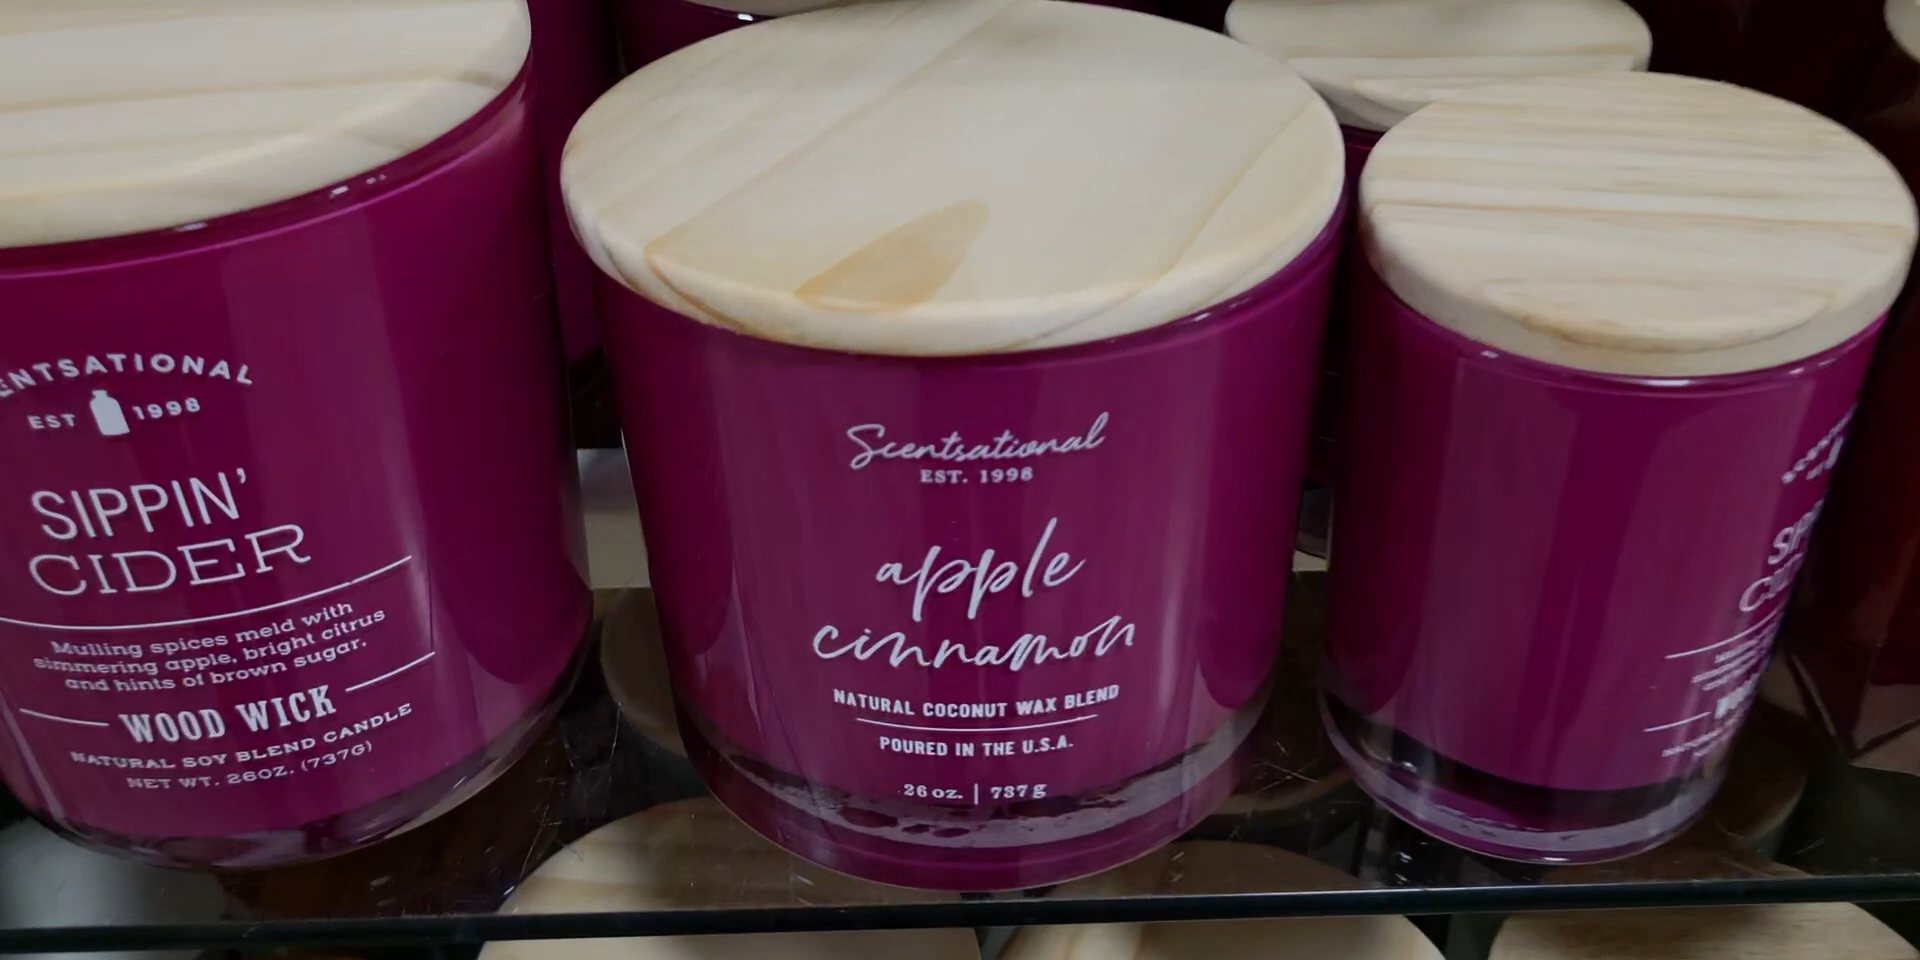 ENTSATIONAL
EST 1998
SIPPIN'
CIDER
Mulling spices meld with
simmering apple, bright citrus
and hints of brown sugar.
WOOD WICK
NATURAL SOY BLEND CANDLE
NET WT. 26OZ. (737G)
Scentsational
EST. 1998
apple
cinnamon
NATURAL COCONUT WAX BLEND
POURED IN THE U.S.A.
26 oz. | 737 g